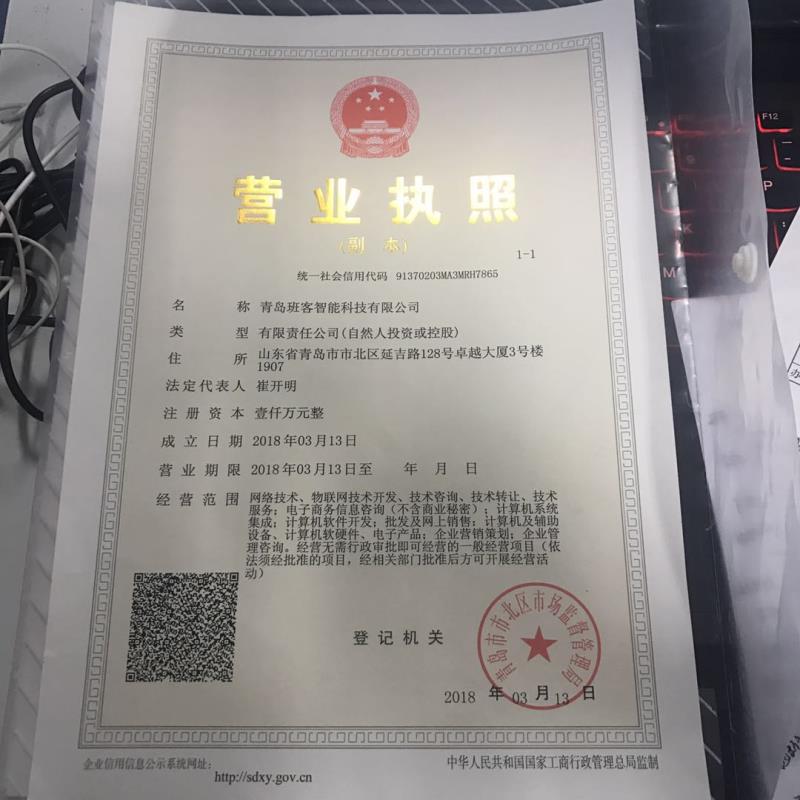 营业执照
(副 本)
1-1
统一社会信用代码 91370203MA3MRH7865
名 称 青岛班客智能科技有限公司
类 型 有限责任公司(自然人投资或控股)
住 所 山东省青岛市市北区延吉路128号卓越大厦3号楼
1907
法定代表人 崔开明
注册资本 壹仟万元整
成立日期 2018年03月13日
营业期限 2018年03月13日至 年 月 日
经营范围 网络技术、物联网技术开发、技术咨询、技术转让、技术
服务；电子商务信息咨询（不含商业秘密）；计算机系统
集成；计算机软件开发；批发及网上销售：计算机及辅助
设备、计算机软硬件、电子产品；企业营销策划；企业管
理咨询。经营无需行政审批即可经营的一般经营项目（依
法须经批准的项目，经相关部门批准后方可开展经营活
动）
登记机关
青岛市市北区市场监督管理局
2018 年 03 月 13 日
企业信用信息公示系统网址：
http://sdxy.gov.cn
中华人民共和国国家工商行政管理总局监制
F12
P